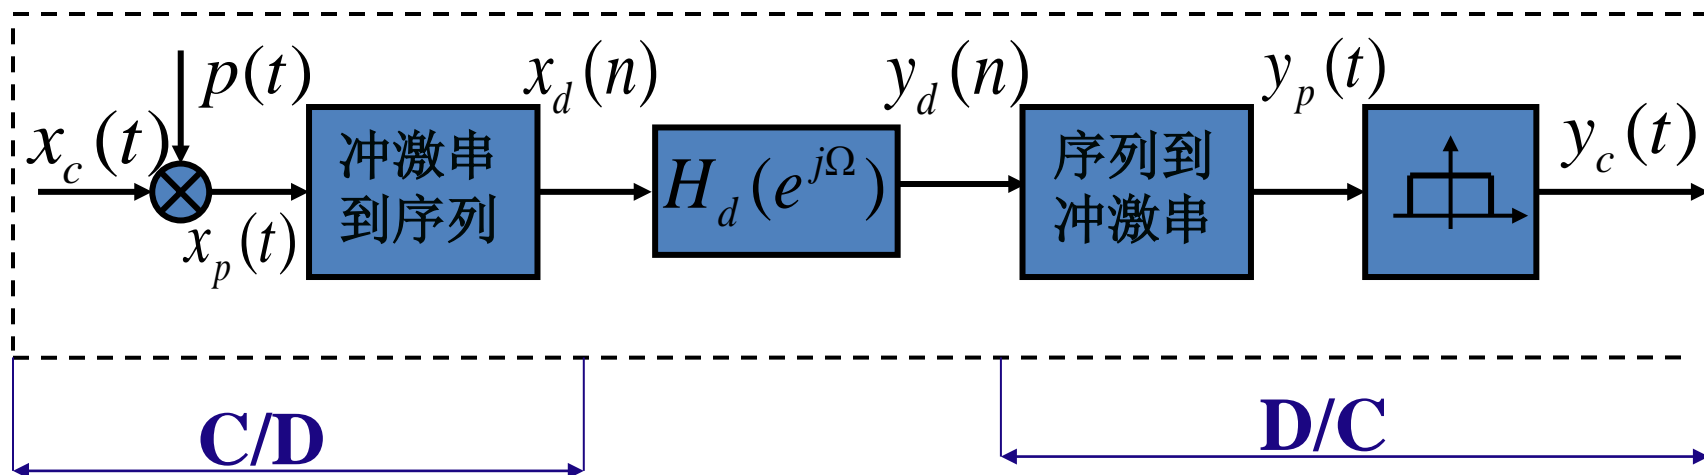 x_c(t)
p(t)
x_p(t)
冲激串
到序列
x_d(n)
H_d(e^{jΩ})
y_d(n)
序列到
冲激串
y_p(t)
y_c(t)
C/D
D/C